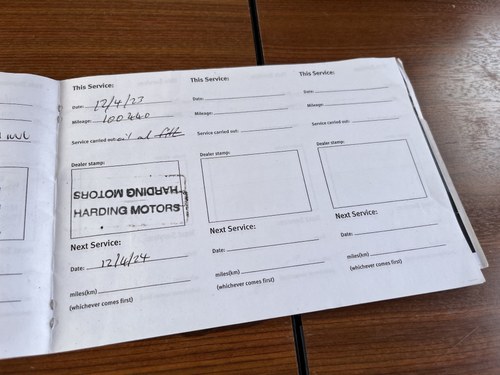 This Service:
Date: 12/4/23
Mileage: 100240
Service carried out: oil
Dealer stamp:
HARDING MOTORS
HARDING MOTORS
Next Service:
Date: 12/4/24
miles(km)
(whichever comes first)
This Service:
Date:
Mileage:
Service carried out:
Dealer stamp:
Next Service:
Date:
miles(km)
(whichever comes first)
This Service:
Date:
Mileage:
Service carried out:
Dealer stamp:
Next Service:
Date:
miles(km)
(whichever comes first)